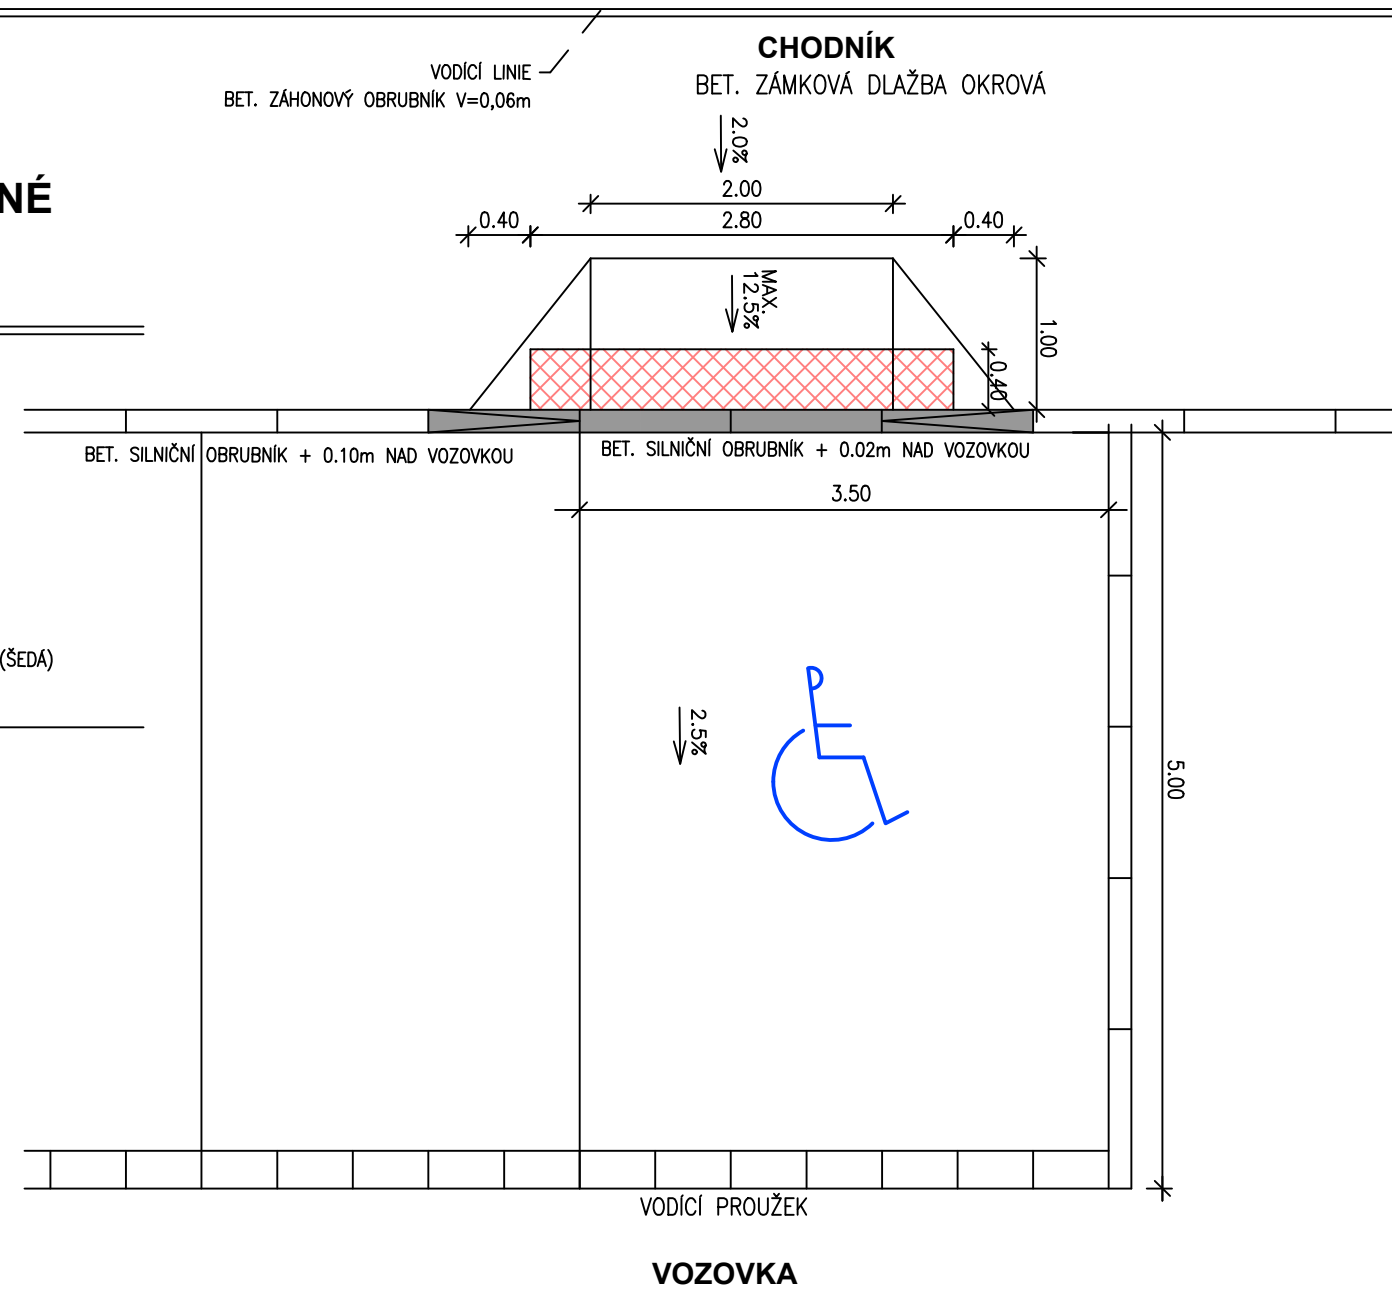 CHODNÍK
VODÍCÍ LINIE
BET. ZÁMKOVÁ DLAŽBA OKROVÁ
BET. ZÁHONOVÝ OBRUBNÍK V=0,06m
2.0%
NÉ
2.00
0.40
2.80
0.40
MAX.
12.5%
1.00
0.40
BET. SILNIČNÍ OBRUBNÍK + 0.10m NAD VOZOVKOU
BET. SILNIČNÍ OBRUBNÍK + 0.02m NAD VOZOVKOU
3.50
(ŠEDÁ)
2.5%
5.00
VODÍCÍ PROUŽEK
VOZOVKA